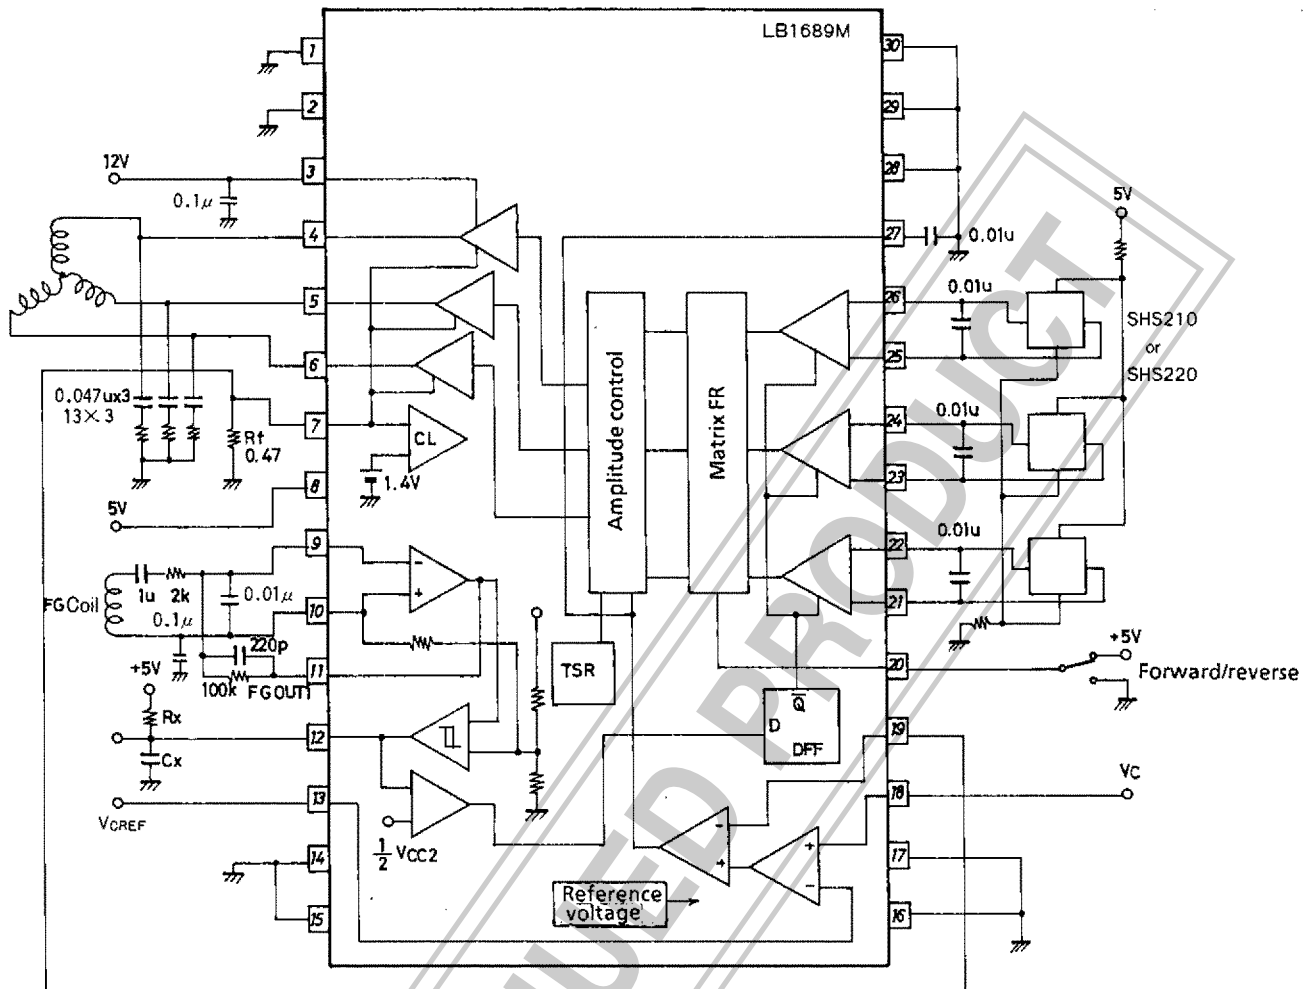 LB1689M
1
2
3
4
5
6
7
8
9
10
11
12
13
14
15
30
29
28
27
26
25
24
23
22
21
20
19
18
17
16
12V
0.1μ
0.047ux3
13×3
Rf
0.47
5V
FGCoil
1u
2k
0.01μ
0.1μ
220p
100k
FGOUT1
+5V
Rx
Cx
VCREF
CL
1.4V
-
+
1/2 VCC2
Amplitude control
Matrix FR
TSR
Q̅
D
DFF
-
+
+
-
Reference
voltage
0.01u
5V
0.01u
SHS210
or
SHS220
0.01u
0.01u
+5V
Forward/reverse
VC
UED PRODUCT